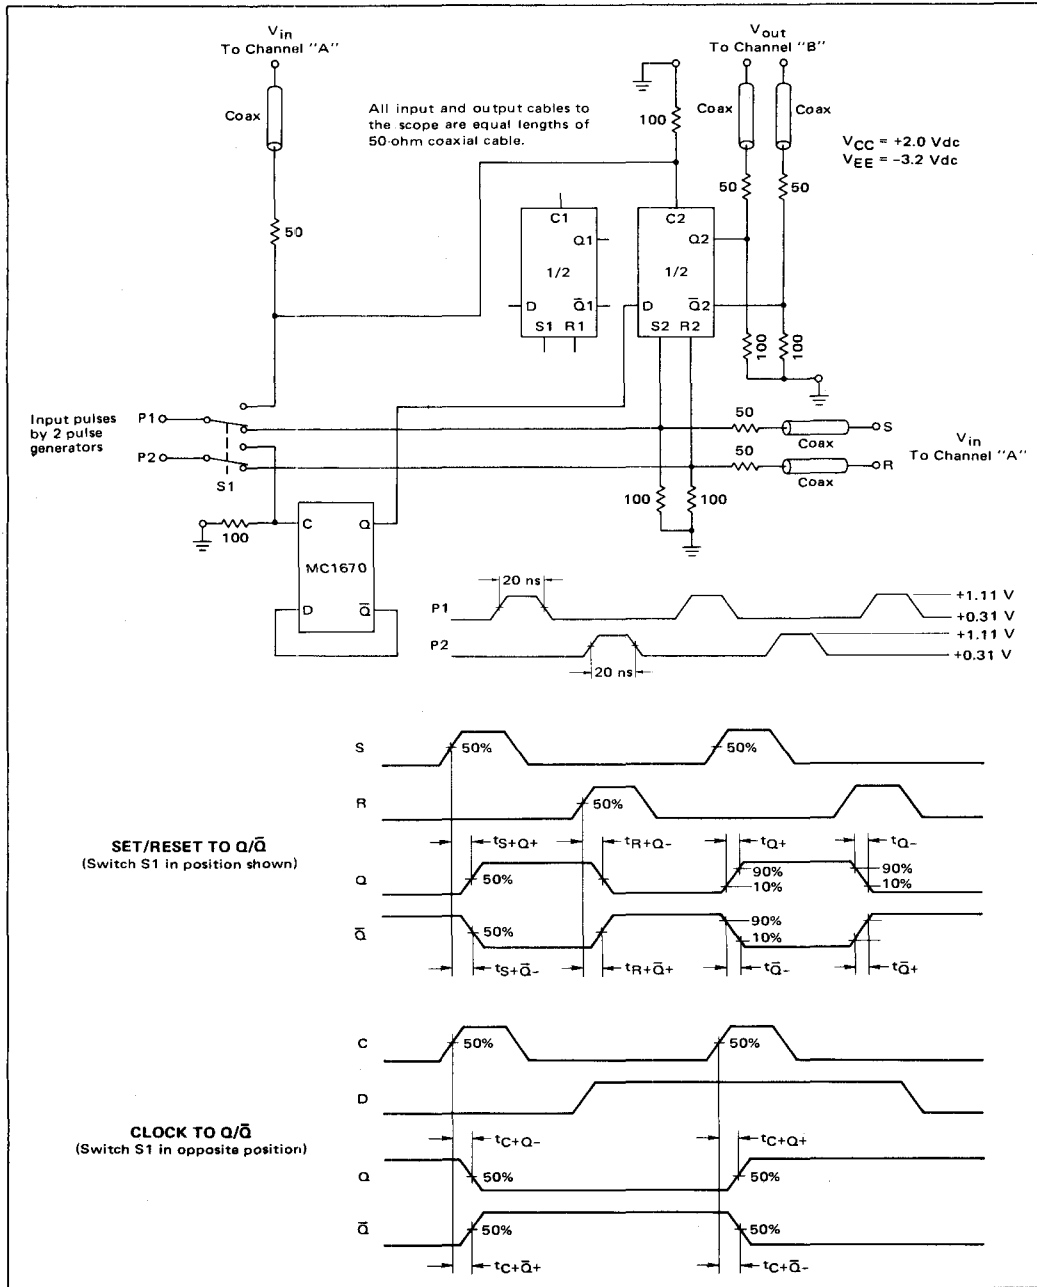 Vin
To Channel "A"
Vout
To Channel "B"
Coax
All input and output cables to
the scope are equal lengths of
50-ohm coaxial cable.
100
Coax
Coax
VCC = +2.0 Vdc
VEE = -3.2 Vdc
50
50
50
C1
Q1
1/2
D
Q̅1
S1 R1
C2
Q2
1/2
D
Q̅2
S2 R2
100
100
Input pulses
by 2 pulse
generators
P1
P2
S1
50
Coax
S
50
Coax
R
Vin
To Channel "A"
100
100
100
C
Q
MC1670
D
Q̅
20 ns
P1
+1.11 V
+0.31 V
P2
+1.11 V
+0.31 V
20 ns
S
50%
50%
R
50%
SET/RESET TO Q/Q̅
(Switch S1 in position shown)
tS+Q+
tR+Q-
tQ+
tQ-
Q
50%
90%
10%
90%
10%
Q̅
50%
90%
10%
tS+Q̅-
tR+Q̅+
tQ̅-
tQ̅+
C
50%
50%
D
CLOCK TO Q/Q̅
(Switch S1 in opposite position)
tC+Q-
tC+Q+
Q
50%
50%
Q̅
50%
50%
tC+Q̅+
tC+Q̅-